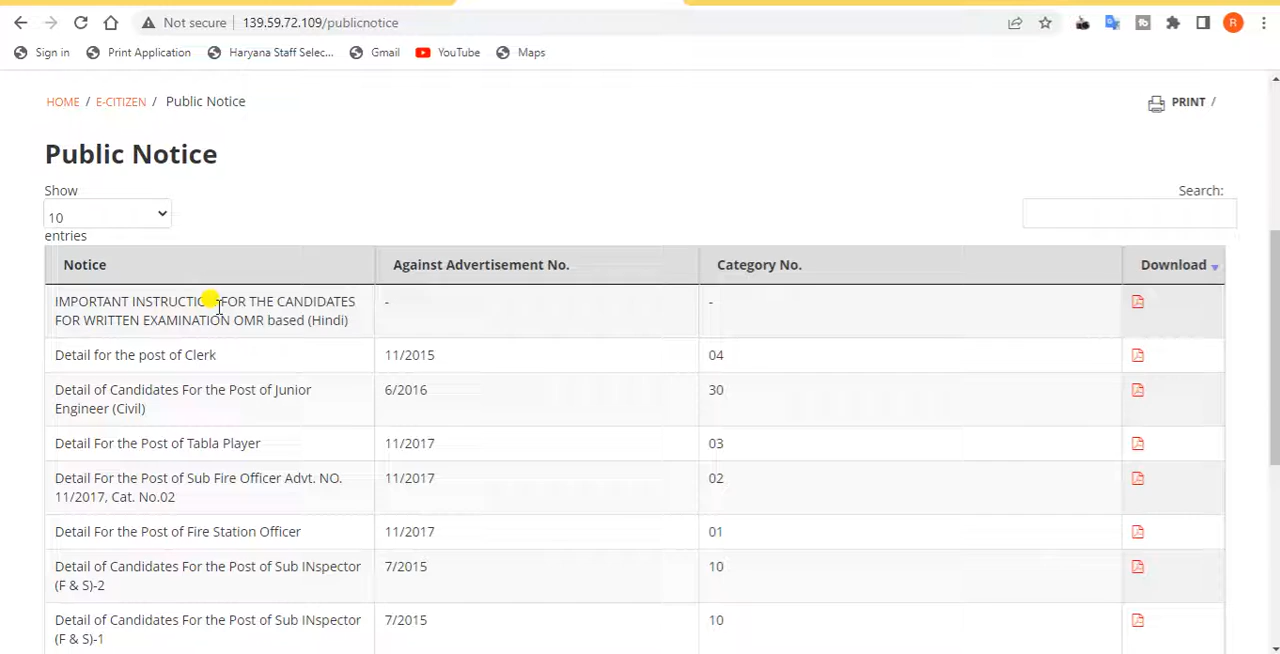 Not secure 139.59.72.109/publicnotice R
Sign in Print Application Haryana Staff Selec... Gmail YouTube Maps
HOME / E-CITIZEN / Public Notice PRINT /
Public Notice
Show Search:
10
entries
Notice Against Advertisement No. Category No. Download
IMPORTANT INSTRUCTION FOR THE CANDIDATES - -
FOR WRITTEN EXAMINATION OMR based (Hindi)
Detail for the post of Clerk 11/2015 04
Detail of Candidates For the Post of Junior 6/2016 30
Engineer (Civil)
Detail For the Post of Tabla Player 11/2017 03
Detail For the Post of Sub Fire Officer Advt. NO. 11/2017 02
11/2017, Cat. No.02
Detail For the Post of Fire Station Officer 11/2017 01
Detail of Candidates For the Post of Sub INspector 7/2015 10
(F & S)-2
Detail of Candidates For the Post of Sub INspector 7/2015 10
(F & S)-1